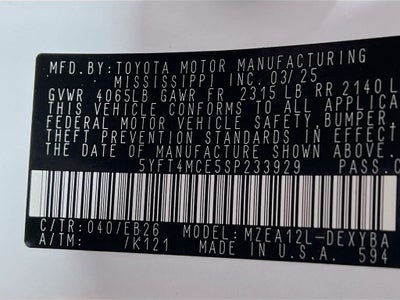 MFD. BY: TOYOTA MOTOR MANUFACTURING
MISSISSIPPI INC. 03/25
GVWR 4065LB GAWR FR 2315 LB RR 2140 L
THIS VEHICLE CONFORMS TO ALL APPLICA
FEDERAL MOTOR VEHICLE SAFETY, BUMPER,
THEFT PREVENTION STANDARDS IN EFFECT
THE DATE OF MANUFACTURE SHOWN ABOVE.
5YFT4MCE5SP233929 PASS. C
C/TR: 040/EB26 MODEL: MZEA12L-DEXYBA
A/TM: /K121 MADE IN U.S.A. 594